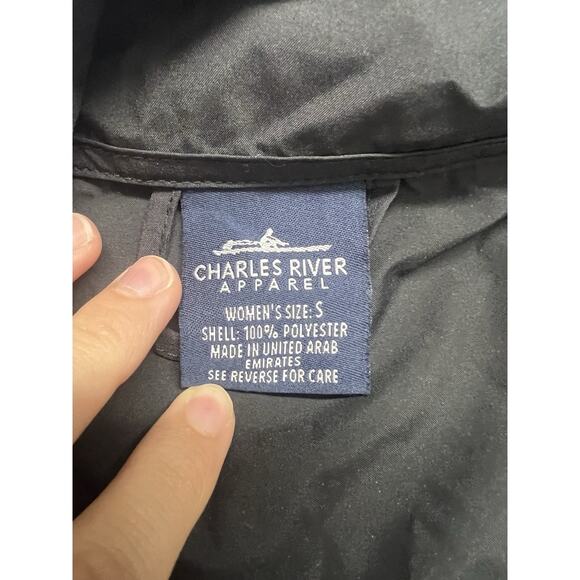 CHARLES RIVER
APPAREL
WOMEN'S SIZE: S
SHELL: 100% POLYESTER
MADE IN UNITED ARAB
EMIRATES
SEE REVERSE FOR CARE